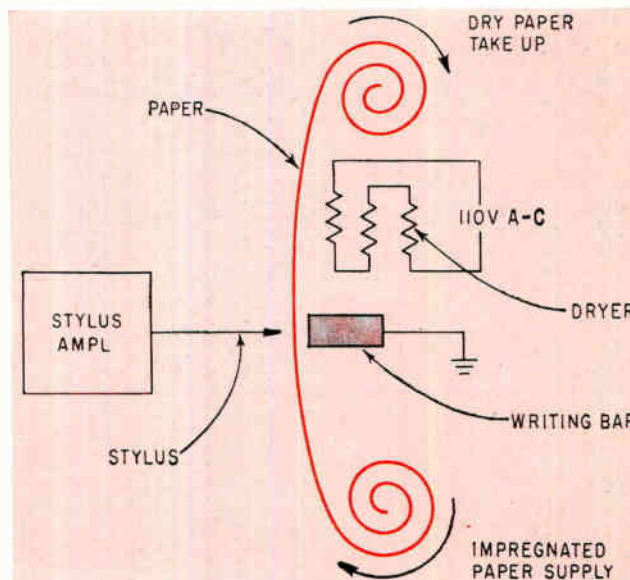 DRY PAPER
TAKE UP
PAPER
110V A-C
DRYER
STYLUS
AMPL
WRITING BAR
STYLUS
IMPREGNATED
PAPER SUPPLY